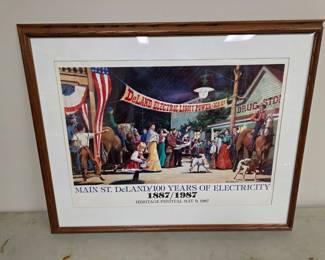 DeLAND ELECTRIC LIGHT POWER
DRUG STORE
MAIN ST. DeLAND/100 YEARS OF ELECTRICITY
1887/1987
HERITAGE FESTIVAL MAY 9, 1987